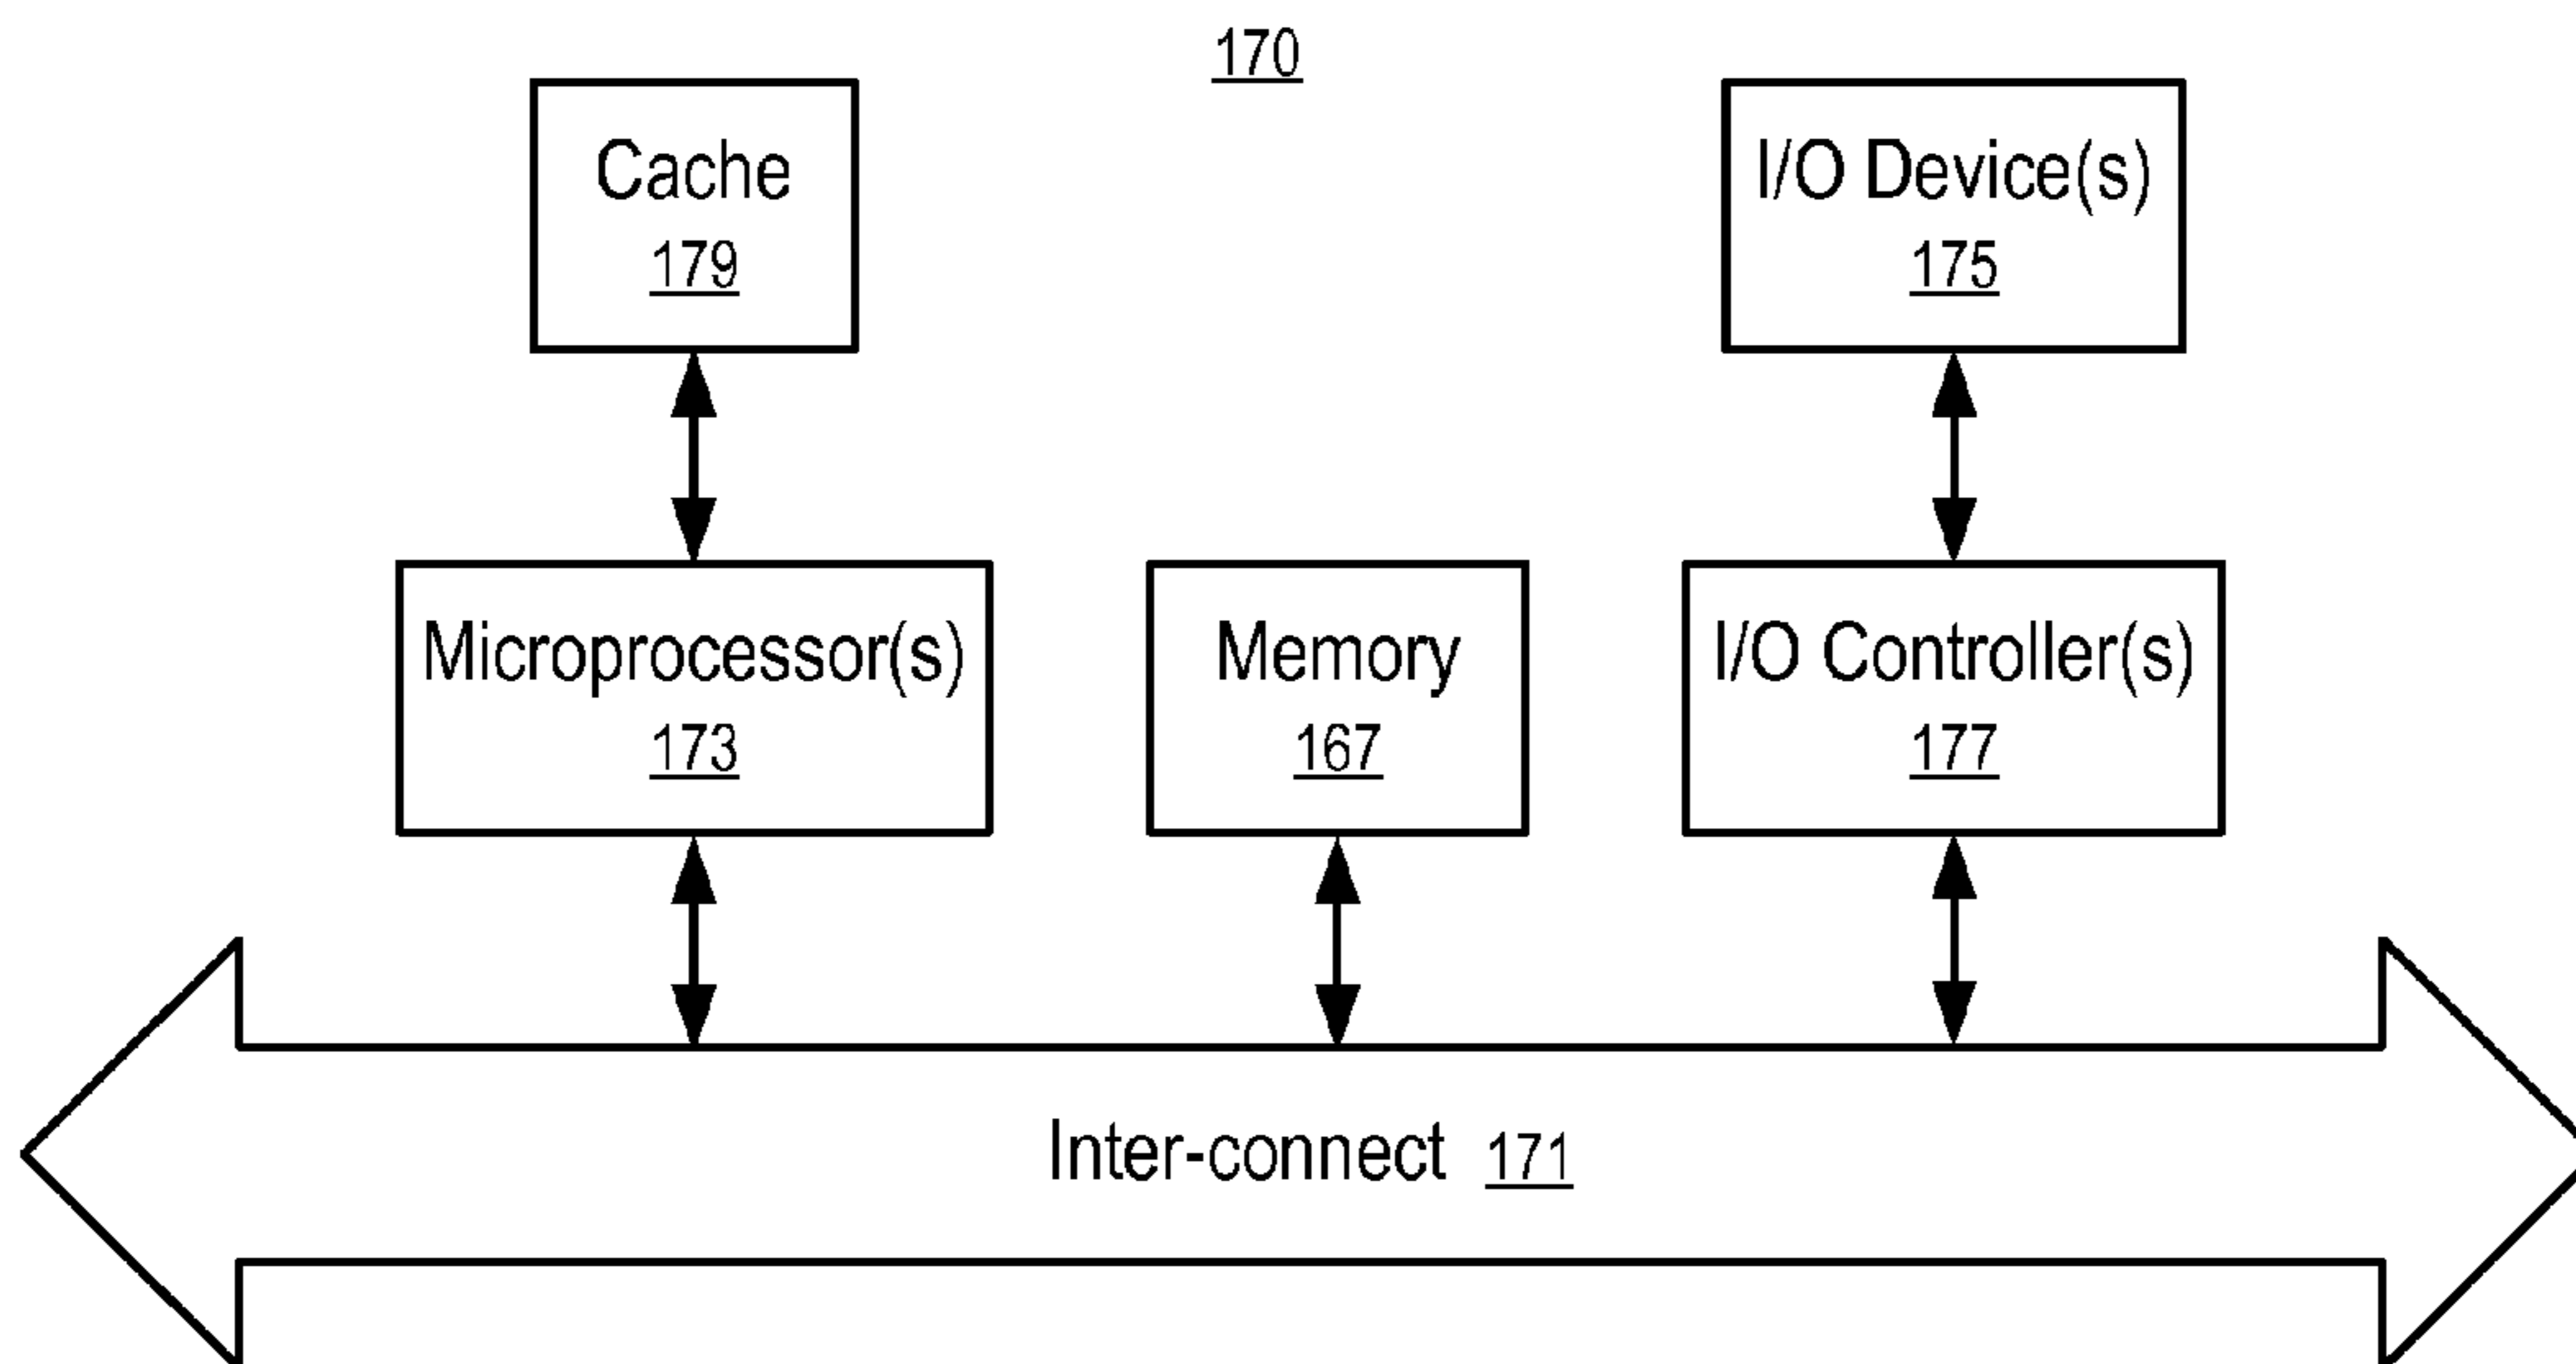 170
Cache
179
I/O Device(s)
175
Microprocessor(s)
173
Memory
167
I/O Controller(s)
177
Inter-connect 171